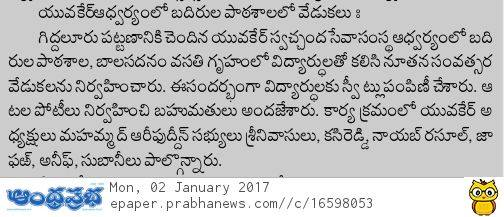 యువకేర్ఆధ్వర్యంలో బదిరుల పాఠశాలలో వేడుకలు :
గిద్దలూరు పట్టణానికి చెందిన యువకేర్ స్వచ్ఛందసేవాసంస్థ ఆధ్వర్యంలో బది
రుల పాఠశాల, బాలసదనం వసతి గృహంలో విద్యార్థులతో కలిసి నూతన సంవత్సర
వేడుకలను నిర్వహించారు. ఈసందర్భంగా విద్యార్థులకు స్వీట్లుపంపిణీ చేశారు. ఆ
టల పోటీలు నిర్వహించి బహుమతులు అందజేశారు. కార్య క్రమంలో యువకేర్ అ
ధ్యక్షులు మహమ్మద్ ఆరీఫుద్దీన్ సభ్యులు శ్రీనివాసులు, కసిరెడ్డి, నాయబ్ రసూల్, జా
ఫఱ్, అనీఫ్, సుబానీలు పాల్గొన్నారు.
ఆంధ్రప్రభ Mon, 02 January 2017
epaper.prabhanews.com//c/16598053